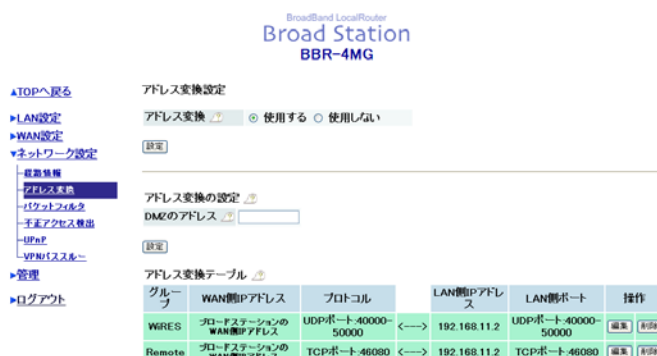 BroadBand LocalRouter
Broad Station
BBR-4MG
▲TOPへ戻る
▶LAN設定
▶WAN設定
▼ネットワーク設定
経路情報
アドレス変換
パケットフィルタ
不正アクセス検出
UPnP
VPNパススルー
▶管理
▶ログアウト
アドレス変換設定
アドレス変換 使用する 使用しない
設定
アドレス変換の設定
DMZのアドレス
設定
アドレス変換テーブル
グループ WAN側IPアドレス プロトコル LAN側IPアドレス LAN側ポート 操作
WiRES ブロードステーションのWAN側IPアドレス UDPポート:40000-50000 <---> 192.168.11.2 UDPポート:40000-50000 編集 削除
Remote ブロードステーションのWAN側IPアドレス TCPポート:46080 <---> 192.168.11.2 TCPポート:46080 編集 削除